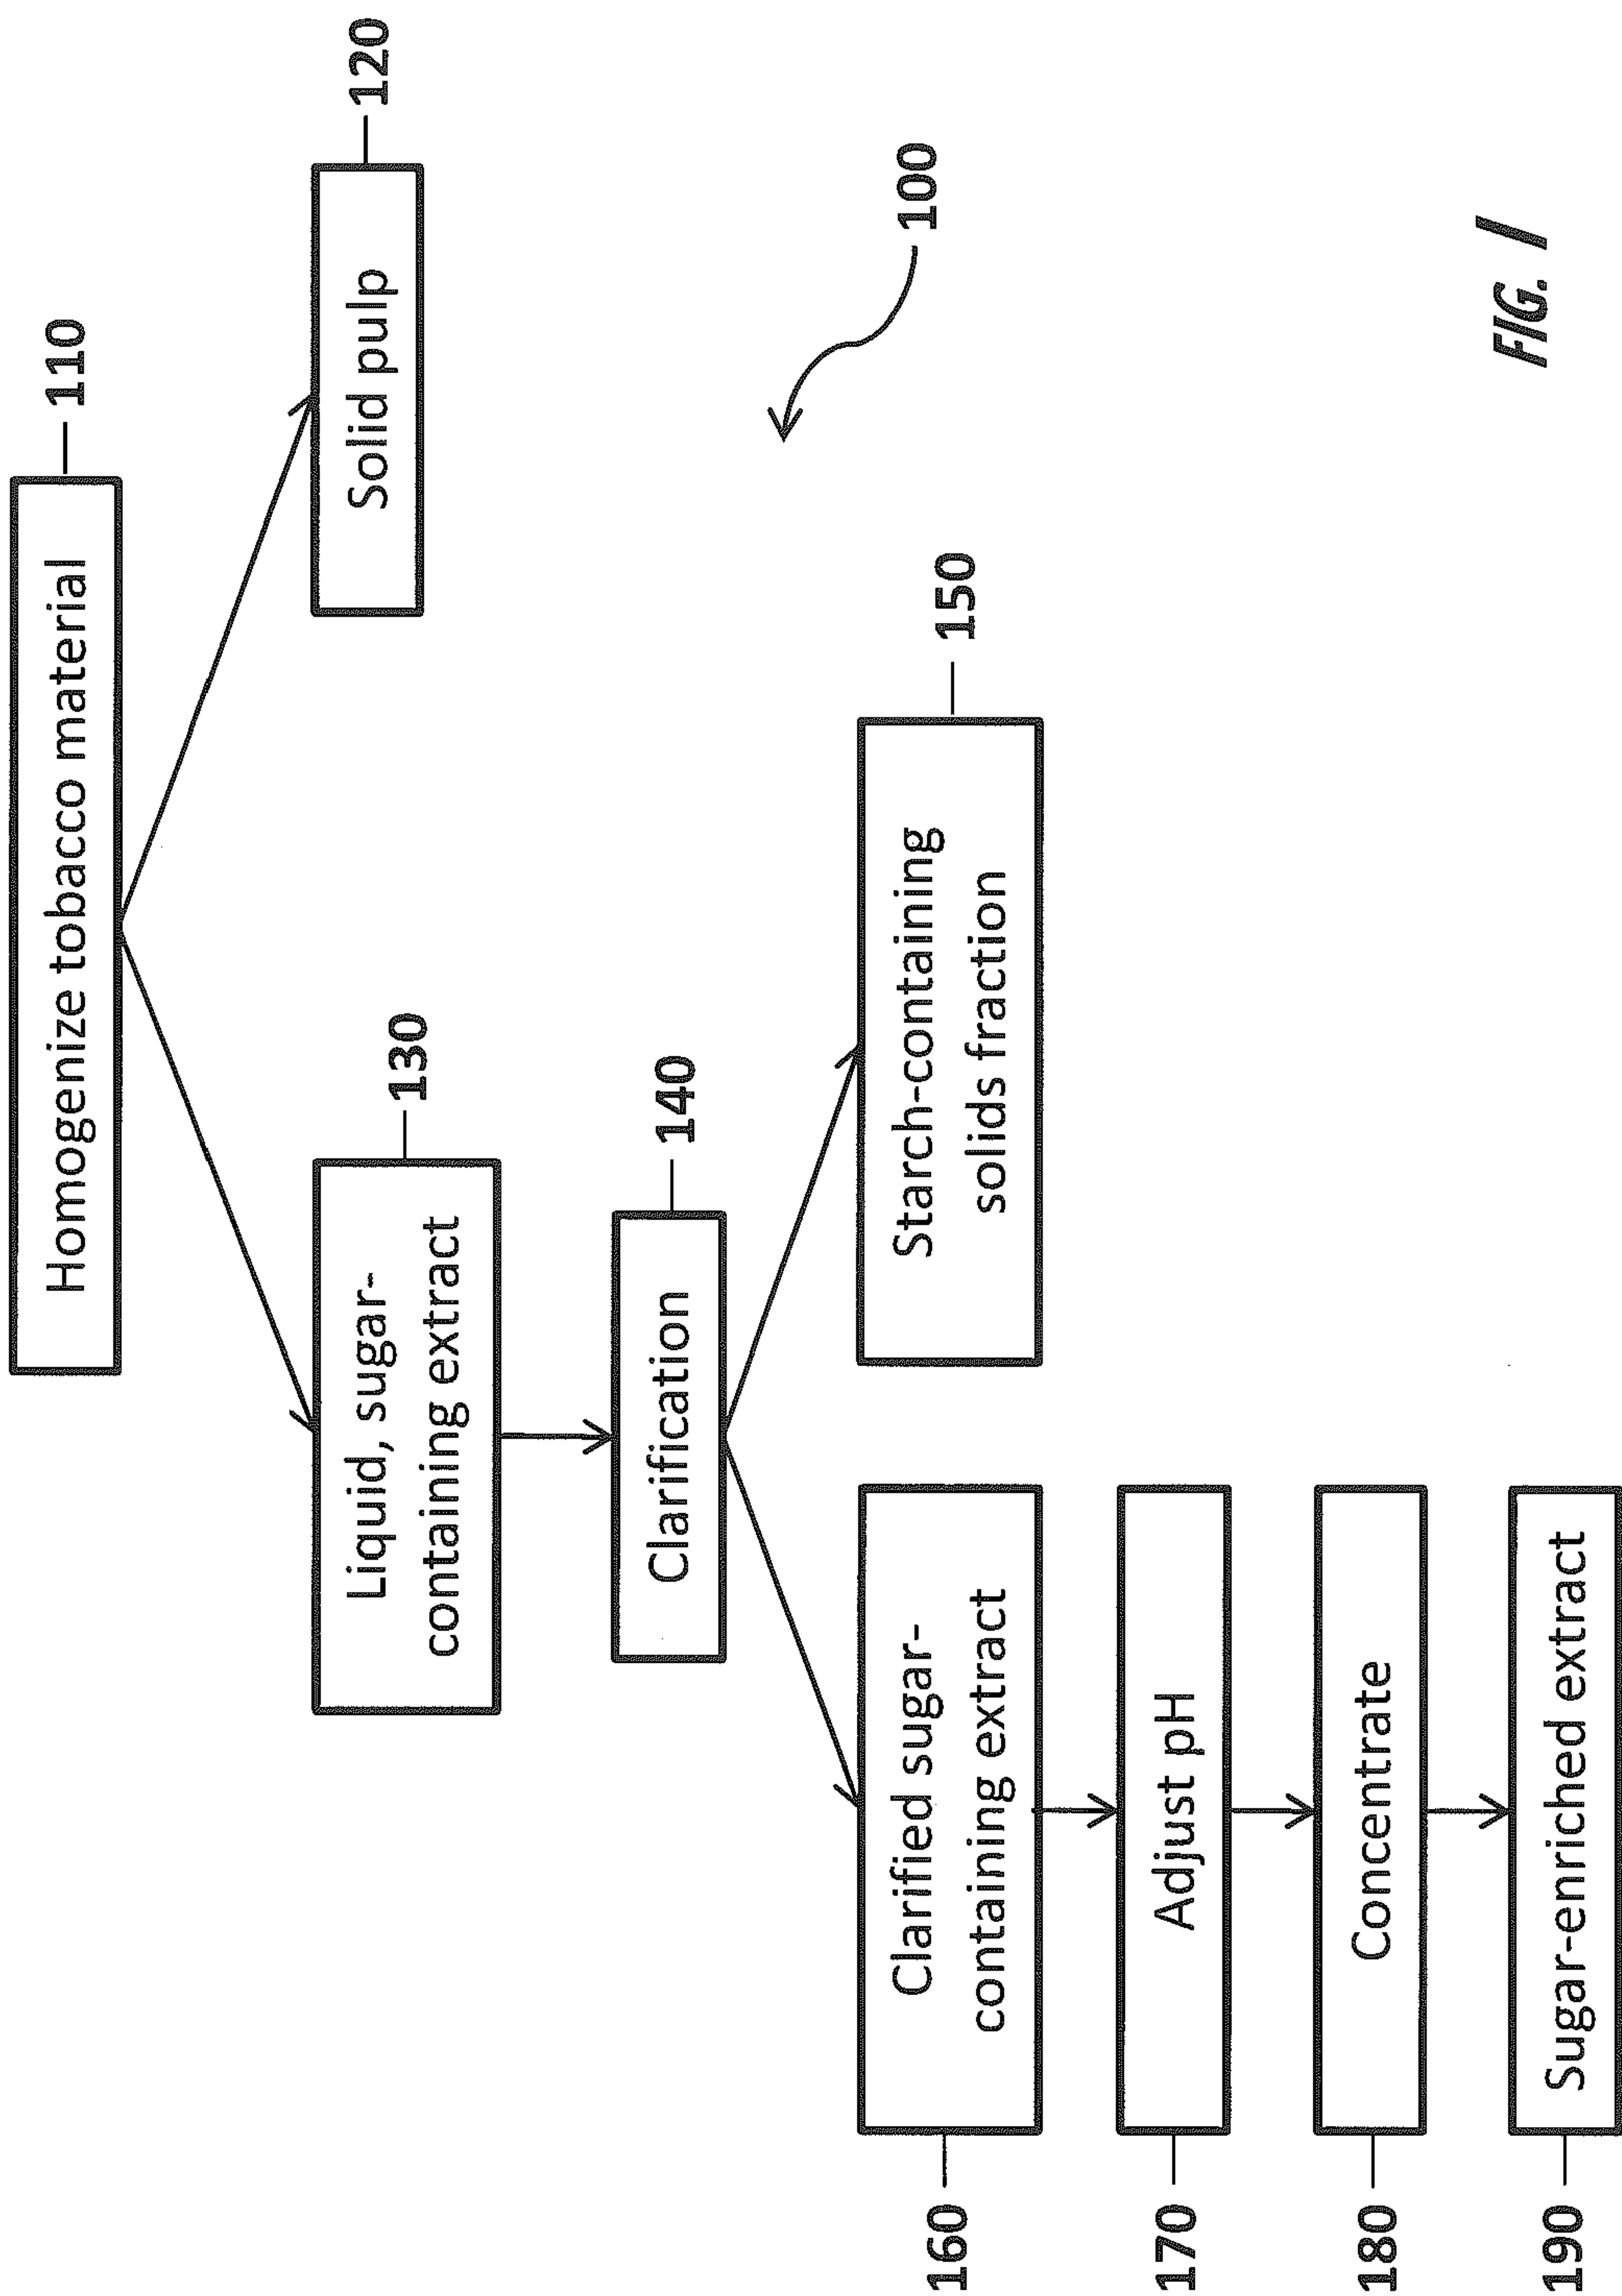 Homogenize tobacco material
110
Solid pulp
120
Liquid, sugar-
containing extract
130
Clarification
140
Starch-containing
solids fraction
150
160
Clarified sugar-
containing extract
170
Adjust pH
180
Concentrate
190
Sugar-enriched extract
100
FIG. 1